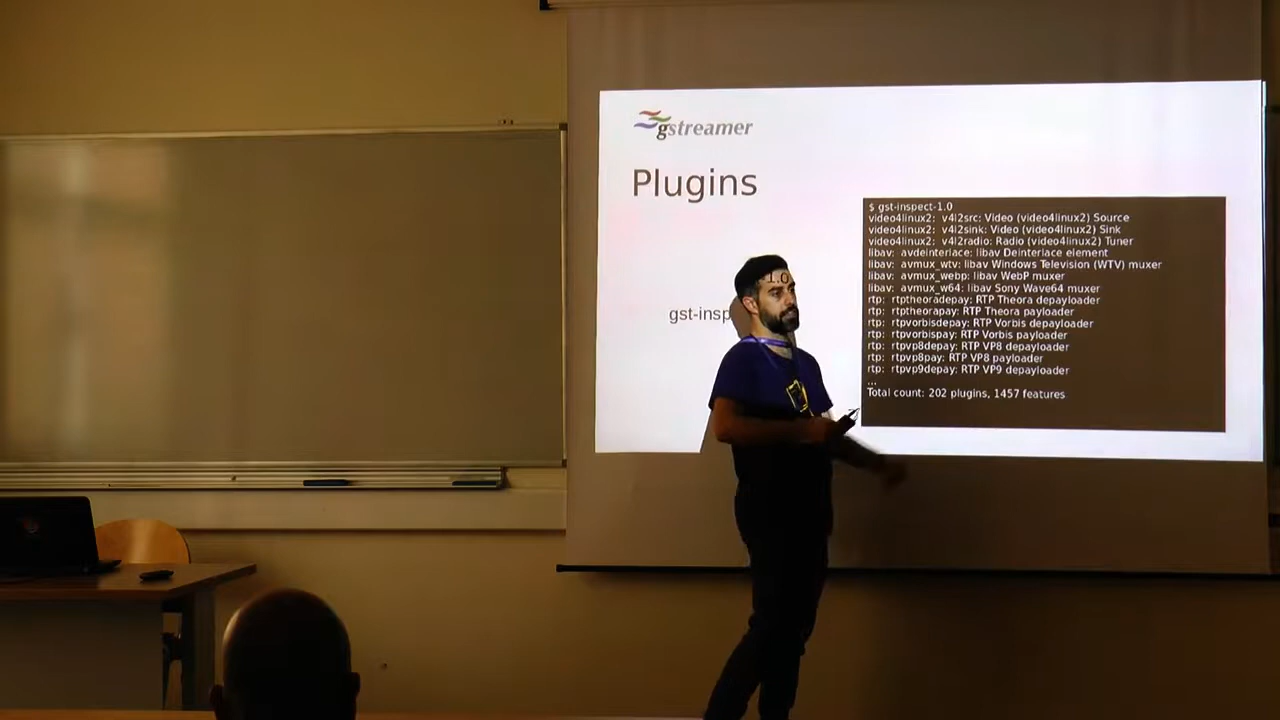 gstreamer
Plugins
gst-insp
1.0
$ gst-inspect-1.0
video4linux2: v4l2src: Video (video4linux2) Source
video4linux2: v4l2sink: Video (video4linux2) Sink
video4linux2: v4l2radio: Radio (video4linux2) Tuner
libav: avdeinterlace: libav Deinterlace element
libav: avmux_wtv: libav Windows Television (WTV) muxer
libav: avmux_webp: libav WebP muxer
libav: avmux_w64: libav Sony Wave64 muxer
rtp: rtptheoradepay: RTP Theora depayloader
rtp: rtptheorapay: RTP Theora payloader
rtp: rtpvorbisdepay: RTP Vorbis depayloader
rtp: rtpvorbispay: RTP Vorbis payloader
rtp: rtpvp8depay: RTP VP8 depayloader
rtp: rtpvp8pay: RTP VP8 payloader
rtp: rtpvp9depay: RTP VP9 depayloader
...
Total count: 202 plugins, 1457 features